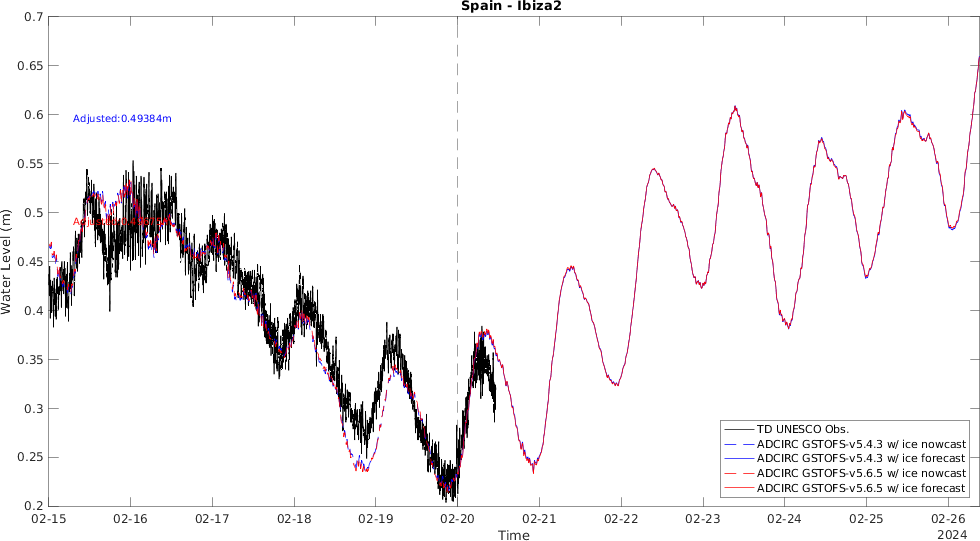 Spain - Ibiza2
0.7
0.65
0.6
0.55
0.5
0.45
0.4
0.35
0.3
0.25
0.2
Water Level (m)
Adjusted:0.49384m
TD UNESCO Obs.
ADCIRC GSTOFS-v5.4.3 w/ ice nowcast
ADCIRC GSTOFS-v5.4.3 w/ ice forecast
ADCIRC GSTOFS-v5.6.5 w/ ice nowcast
ADCIRC GSTOFS-v5.6.5 w/ ice forecast
02-15 02-16 02-17 02-18 02-19 02-20 02-21 02-22 02-23 02-24 02-25 02-26
Time
2024